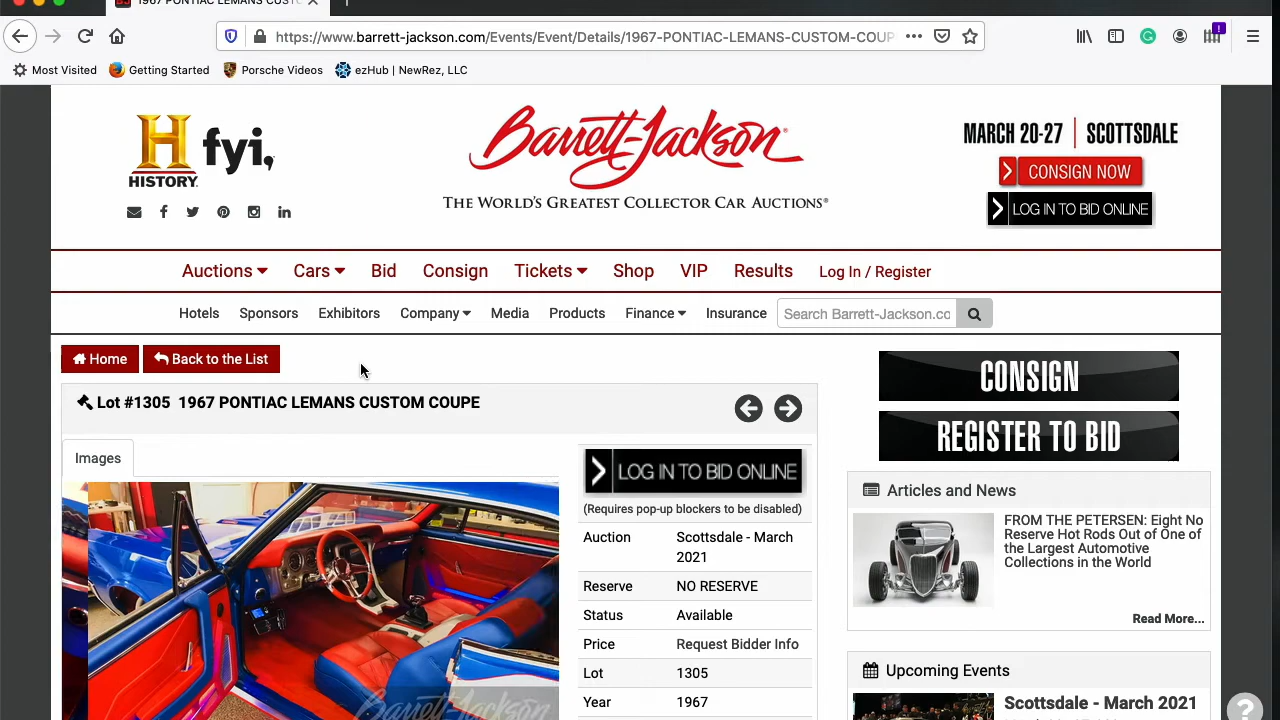 1967 PONTIAC LEMANS CUSTO
https://www.barrett-jackson.com/Events/Event/Details/1967-PONTIAC-LEMANS-CUSTOM-COUP
Most Visited
Getting Started
Porsche Videos
ezHub | NewRez, LLC
H
HISTORY.
fyi,
Barrett-Jackson®
THE WORLD'S GREATEST COLLECTOR CAR AUCTIONS®
MARCH 20-27 | SCOTTSDALE
CONSIGN NOW
LOG IN TO BID ONLINE
Auctions Cars Bid Consign Tickets Shop VIP Results Log In / Register
Hotels Sponsors Exhibitors Company Media Products Finance Insurance Search Barrett-Jackson.co
Home
Back to the List
Lot #1305 1967 PONTIAC LEMANS CUSTOM COUPE
Images
LOG IN TO BID ONLINE
(Requires pop-up blockers to be disabled)
Auction Scottsdale - March
2021
Reserve NO RESERVE
Status Available
Price Request Bidder Info
Lot 1305
Year 1967
Barrett-Jackson
CONSIGN
REGISTER TO BID
Articles and News
FROM THE PETERSEN: Eight No
Reserve Hot Rods Out of One of
the Largest Automotive
Collections in the World
Read More...
Upcoming Events
Scottsdale - March 2021